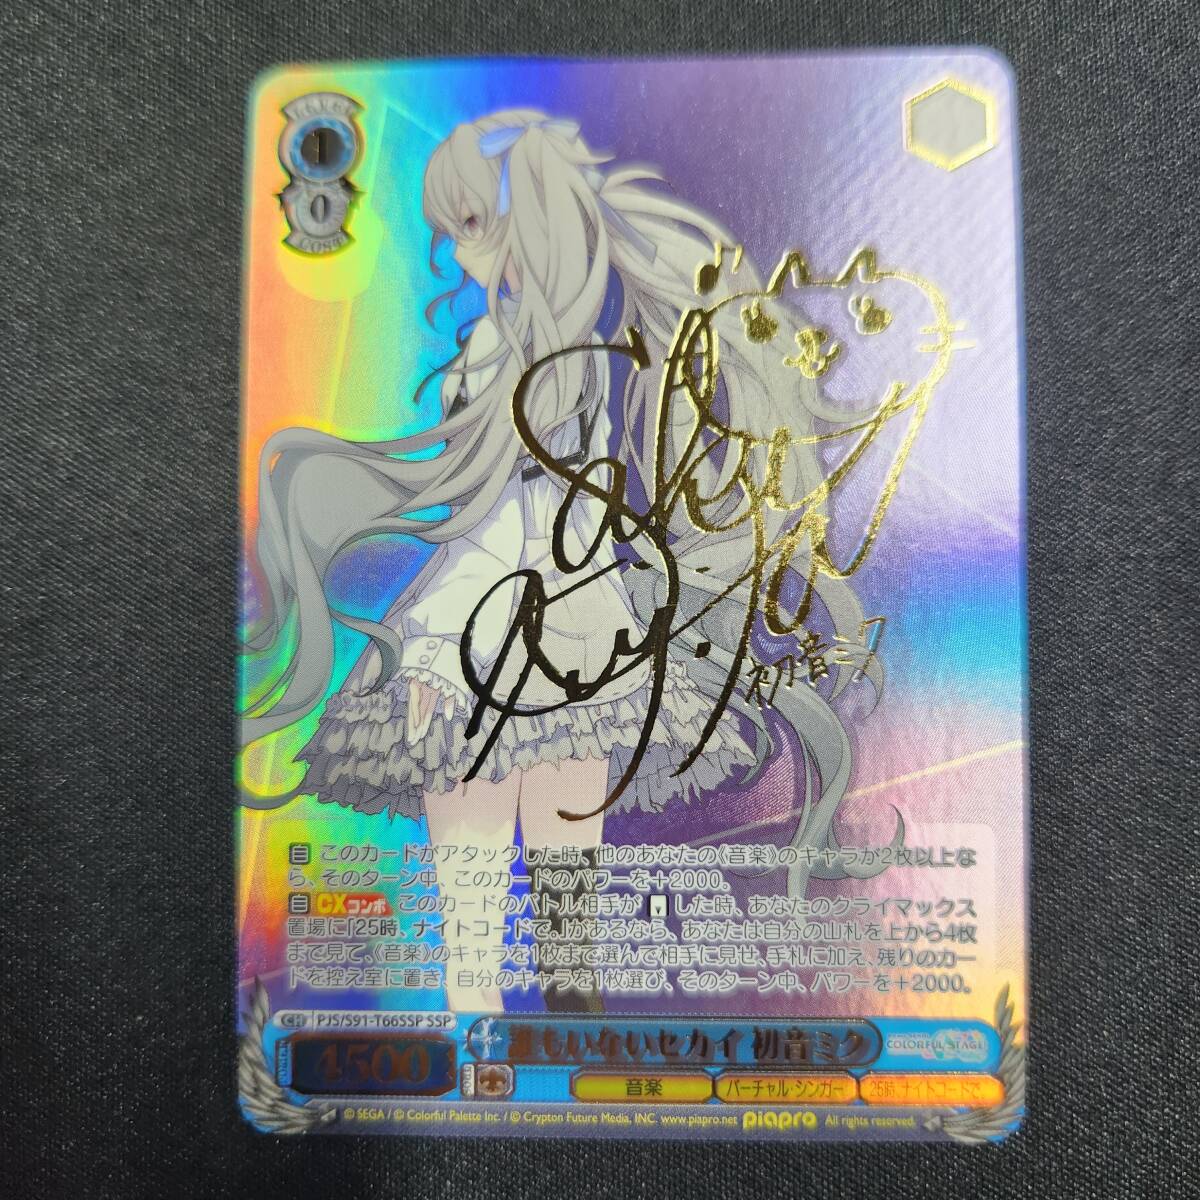 LEVEL
1
0
COST
Saki Fujita
初音ミク
自 このカードがアタックした時、他のあなたの《音楽》のキャラが2枚以上な
ら、そのターン中、このカードのパワーを+2000。
自 CXコンボ このカードのバトル相手が した時、あなたのクライマックス
置場に「25時、ナイトコードで。」があるなら、あなたは自分の山札を上から4枚
まで見て、《音楽》のキャラを1枚まで選んで相手に見せ、手札に加え、残りのカー
ドを控え室に置き、自分のキャラを1枚選び、そのターン中、パワーを+2000。
CH PJS/S91-T66SSP SSP
誰もいないセカイ 初音ミク
COLORFUL STAGE
POWER 4500 SOUL
音楽 バーチャル・シンガー 25時、ナイトコードで。
© SEGA / © Colorful Palette Inc. / © Crypton Future Media, INC. www.piapro.net piapro All rights reserved.